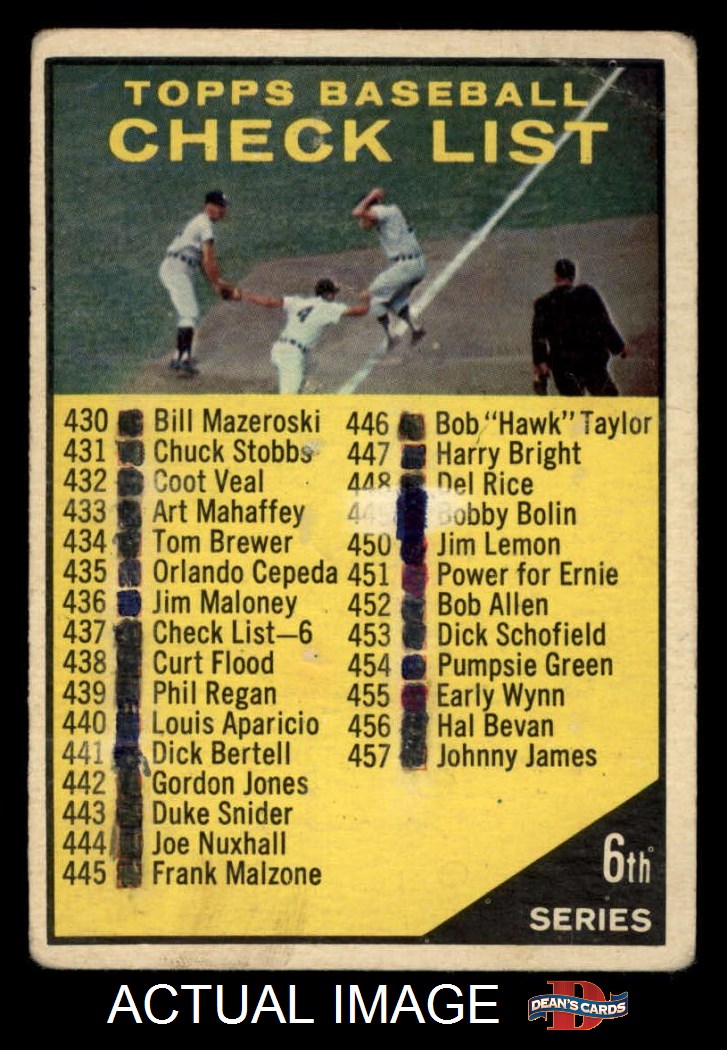 TOPPS BASEBALL
CHECK LIST
4
430 Bill Mazeroski
431 Chuck Stobbs
432 Coot Veal
433 Art Mahaffey
434 Tom Brewer
435 Orlando Cepeda
436 Jim Maloney
437 Check List—6
438 Curt Flood
439 Phil Regan
440 Louis Aparicio
441 Dick Bertell
442 Gordon Jones
443 Duke Snider
444 Joe Nuxhall
445 Frank Malzone
446 Bob "Hawk" Taylor
447 Harry Bright
448 Del Rice
449 Bobby Bolin
450 Jim Lemon
451 Power for Ernie
452 Bob Allen
453 Dick Schofield
454 Pumpsie Green
455 Early Wynn
456 Hal Bevan
457 Johnny James
6th
SERIES
ACTUAL IMAGE
DEAN'S CARDS